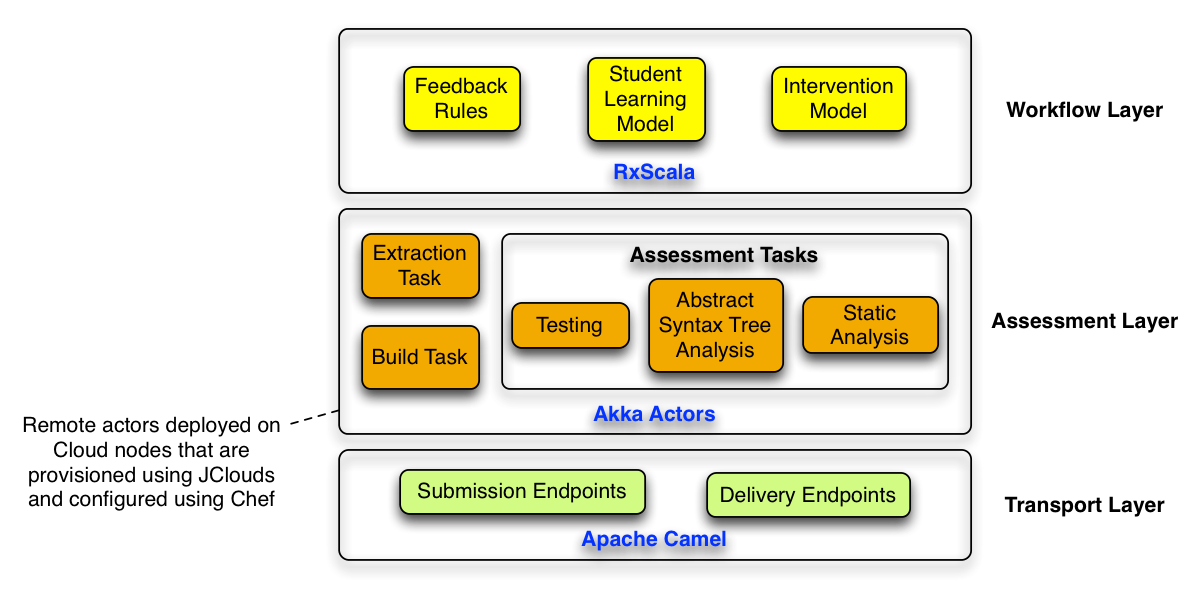 Feedback
Rules
Student
Learning
Model
Intervention
Model
RxScala
Workflow Layer
Extraction
Task
Build Task
Assessment Tasks
Testing
Abstract
Syntax Tree
Analysis
Static
Analysis
Akka Actors
Assessment Layer
Remote actors deployed on
Cloud nodes that are
provisioned using JClouds
and configured using Chef
Submission Endpoints
Delivery Endpoints
Apache Camel
Transport Layer